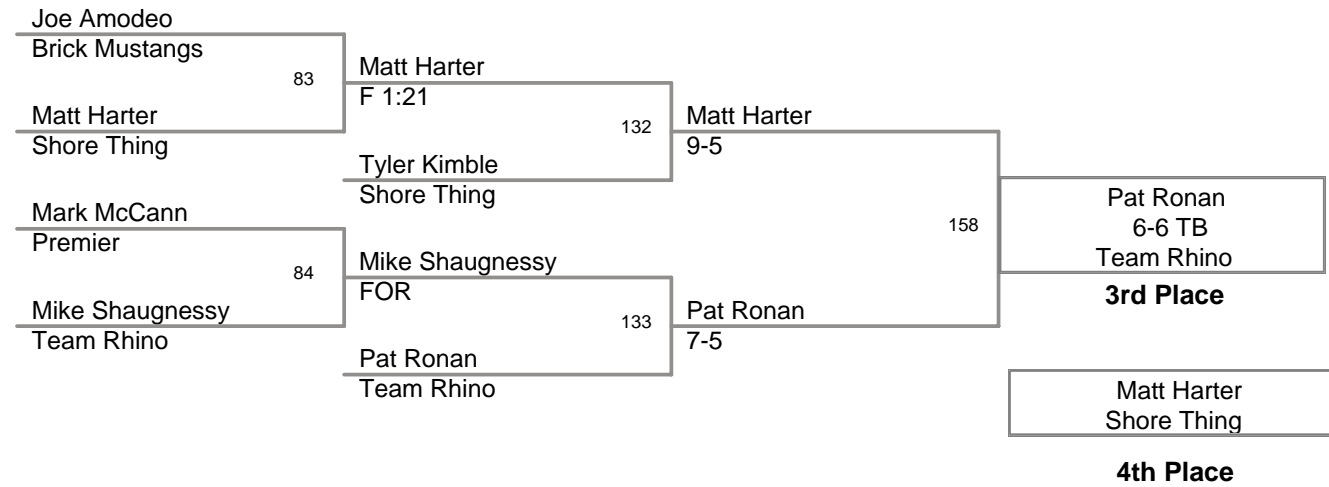 Joe Amodeo
Brick Mustangs
83
Matt Harter
Shore Thing
Matt Harter
F 1:21
132
Tyler Kimble
Shore Thing
Mark McCann
Premier
84
Mike Shaugnessy
Team Rhino
Mike Shaugnessy
FOR
133
Pat Ronan
Team Rhino
Matt Harter
9-5
158
Pat Ronan
7-5
Pat Ronan
6-6 TB
Team Rhino
3rd Place
Matt Harter
Shore Thing
4th Place